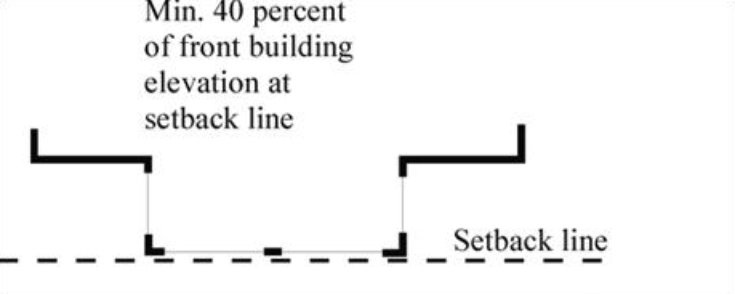 Min. 40 percent
of front building
elevation at
setback line
Setback line